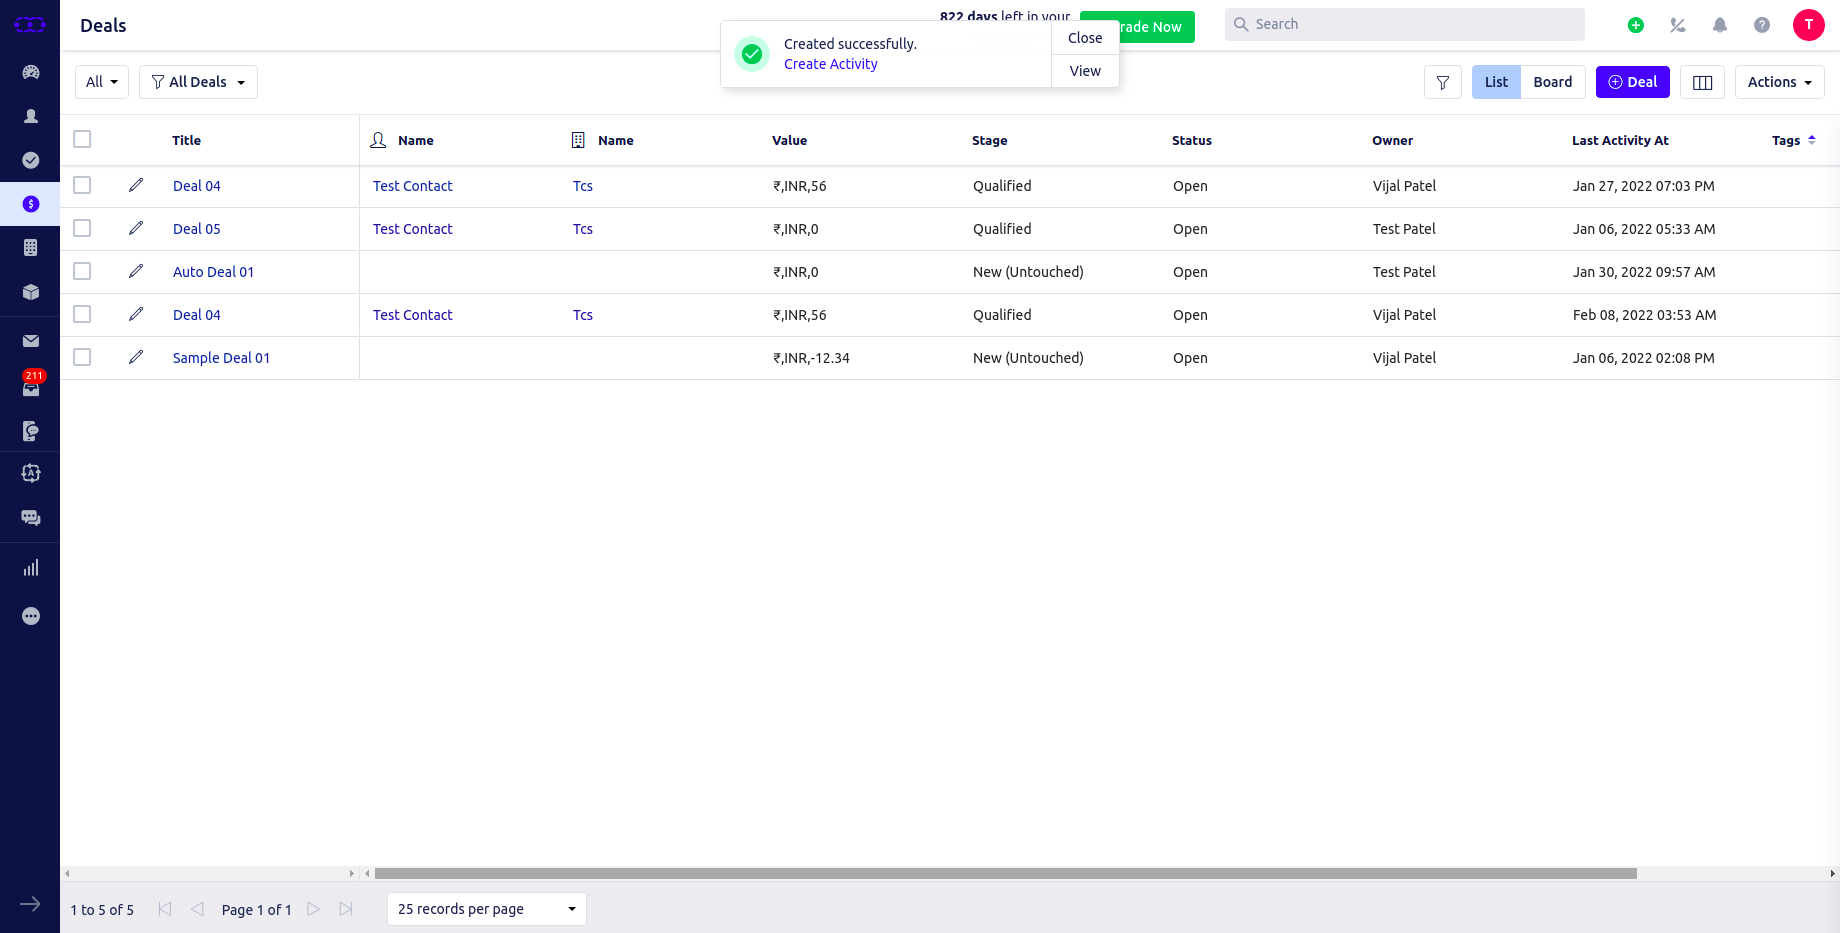 Deals
822 days left in your
rade Now
Search
T
Created successfully.
Create Activity
Close
View
All
All Deals
List
Board
Deal
Actions
Title
Name
Name
Value
Stage
Status
Owner
Last Activity At
Tags
Deal 04
Test Contact
Tcs
₹,INR,56
Qualified
Open
Vijal Patel
Jan 27, 2022 07:03 PM
Deal 05
Test Contact
Tcs
₹,INR,0
Qualified
Open
Test Patel
Jan 06, 2022 05:33 AM
Auto Deal 01
₹,INR,0
New (Untouched)
Open
Test Patel
Jan 30, 2022 09:57 AM
Deal 04
Test Contact
Tcs
₹,INR,56
Qualified
Open
Vijal Patel
Feb 08, 2022 03:53 AM
Sample Deal 01
₹,INR,-12.34
New (Untouched)
Open
Vijal Patel
Jan 06, 2022 02:08 PM
211
1 to 5 of 5
Page 1 of 1
25 records per page